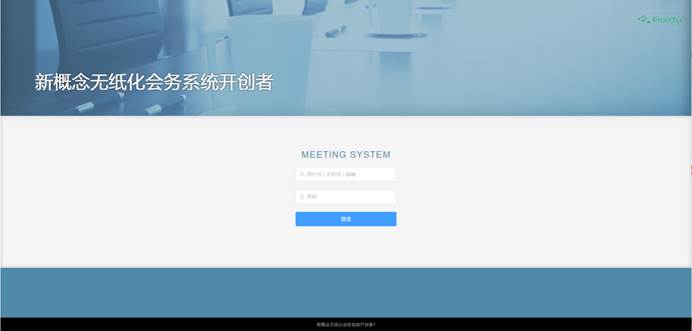 FionTu
新概念无纸化会务系统开创者
MEETING SYSTEM
用户名 / 手机号 / 邮箱
密码
登录
新概念无纸化会务系统开创者!